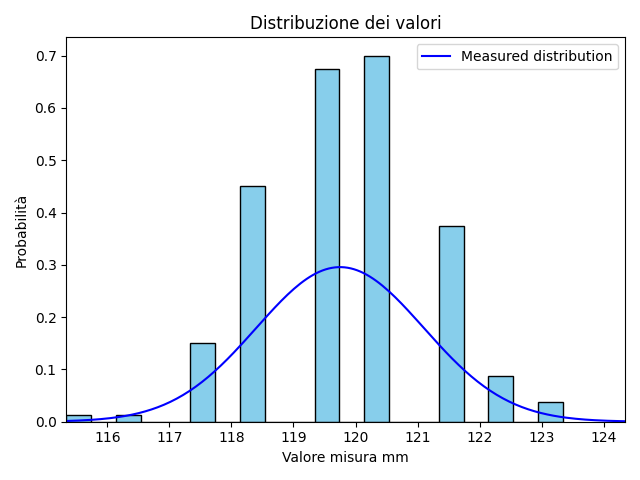 Distribuzione dei valori
Measured distribution
0.7
0.6
0.5
0.4
0.3
0.2
0.1
0.0
Probabilità
116 117 118 119 120 121 122 123 124
Valore misura mm